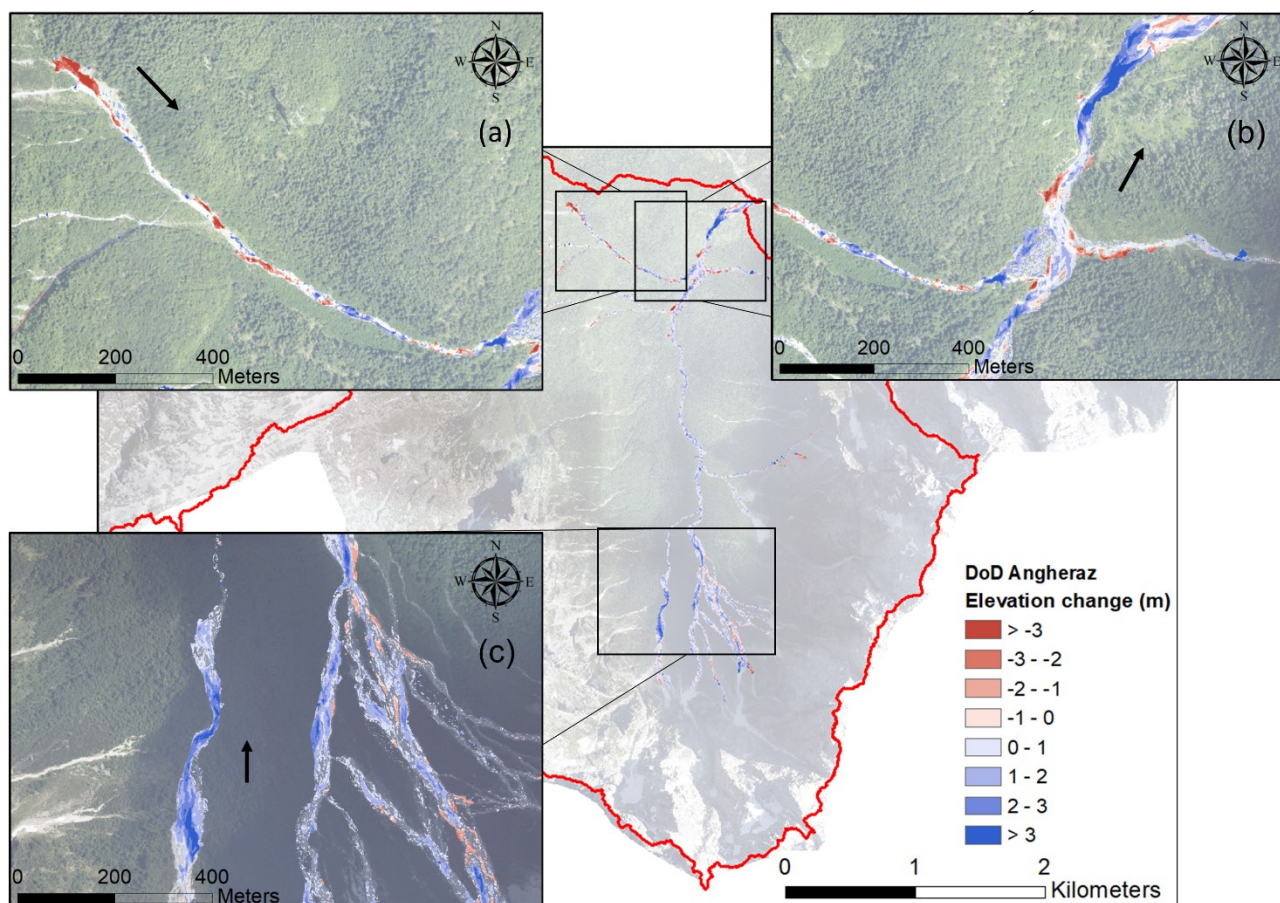 N
W E
S
(a)
0 200 400
Meters
N
W E
S
(b)
0 200 400
Meters
N
W E
S
(c)
0 200 400
Meters
DoD Angheraz
Elevation change (m)
> -3
-3 - -2
-2 - -1
-1 - 0
0 - 1
1 - 2
2 - 3
> 3
0 1 2
Kilometers